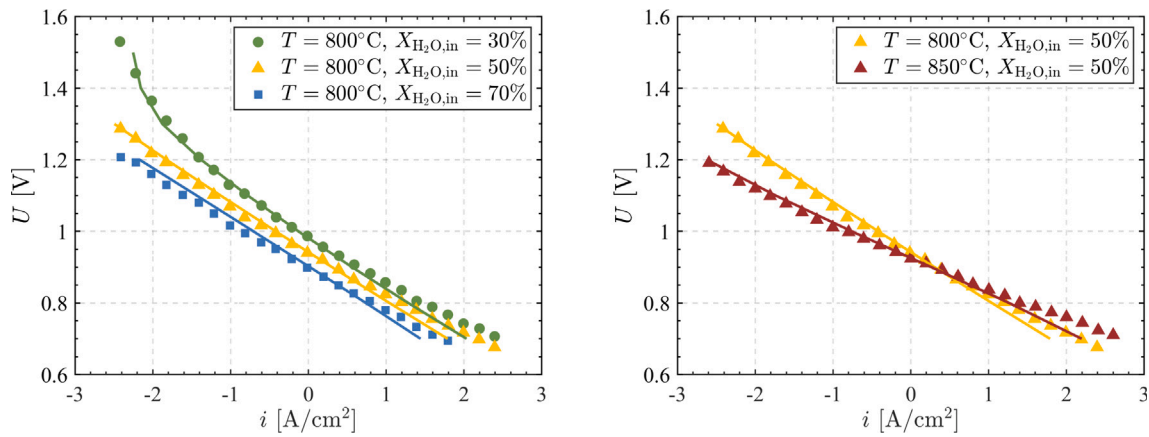 1.6
1.4
1.2
1
0.8
0.6
U [V]
-3 -2 -1 0 1 2 3
i [A/cm²]
T = 800°C, X_H₂O,in = 30%
T = 800°C, X_H₂O,in = 50%
T = 800°C, X_H₂O,in = 70%
1.6
1.4
1.2
1
0.8
0.6
U [V]
-3 -2 -1 0 1 2 3
i [A/cm²]
T = 800°C, X_H₂O,in = 50%
T = 850°C, X_H₂O,in = 50%